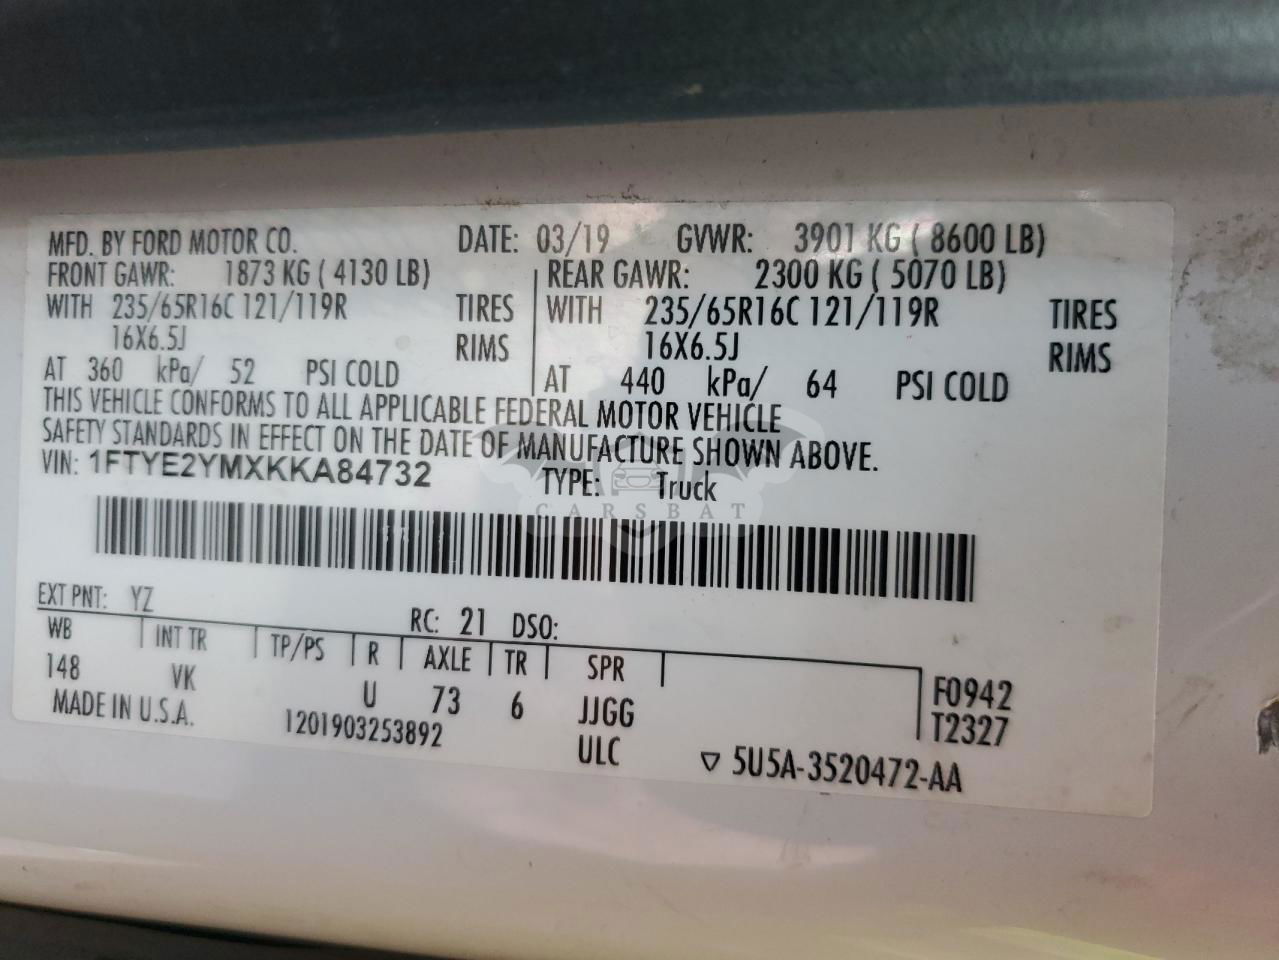 MFD. BY FORD MOTOR CO. DATE: 03/19 GVWR: 3901 KG ( 8600 LB)
FRONT GAWR: 1873 KG ( 4130 LB) REAR GAWR: 2300 KG ( 5070 LB)
WITH 235/65R16C 121/119R TIRES WITH 235/65R16C 121/119R TIRES
16X6.5J RIMS 16X6.5J RIMS
AT 360 kPa/ 52 PSI COLD AT 440 kPa/ 64 PSI COLD
THIS VEHICLE CONFORMS TO ALL APPLICABLE FEDERAL MOTOR VEHICLE
SAFETY STANDARDS IN EFFECT ON THE DATE OF MANUFACTURE SHOWN ABOVE.
VIN: 1FTYE2YMXKKA84732 TYPE: Truck
CARSBAT
EXT PNT: YZ RC: 21 DSO:
WB INT TR TP/PS R AXLE TR SPR
148 VK U 73 6 JJGG F0942
MADE IN U.S.A. 1201903253892 ULC T2327
▽ 5U5A-3520472-AA